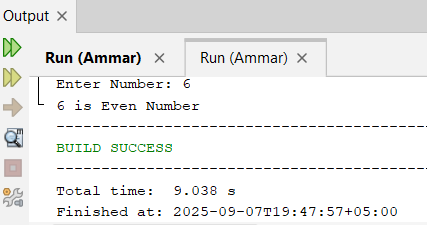 Output ×
Run (Ammar) × Run (Ammar) ×
Enter Number: 6
6 is Even Number
------------------------------------------------
BUILD SUCCESS
------------------------------------------------
Total time:  9.038 s
Finished at: 2025-09-07T19:47:57+05:00